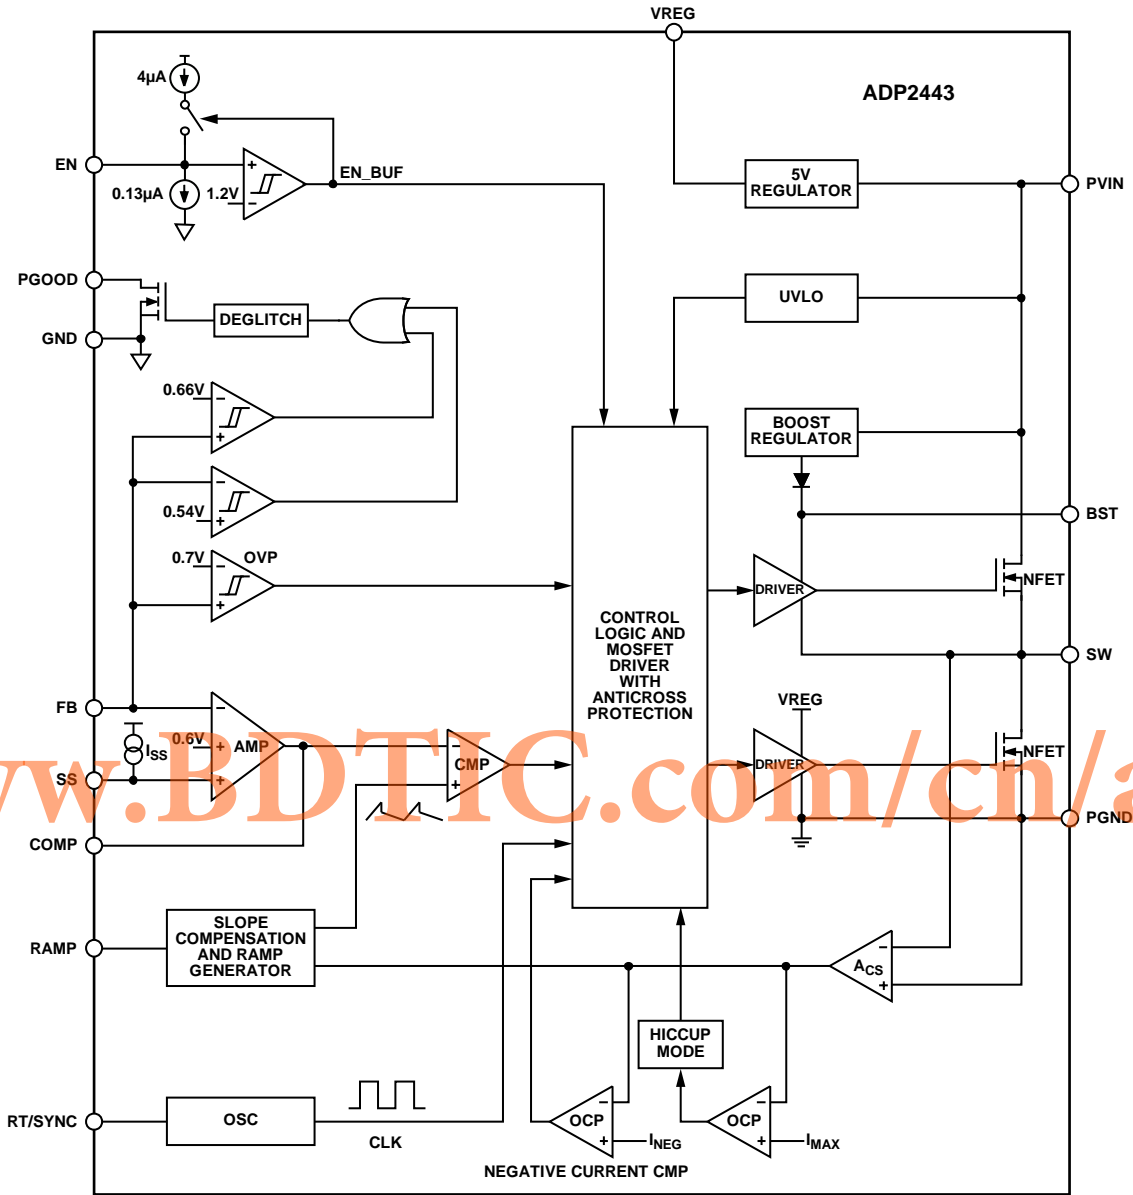 VREG
ADP2443
4µA
EN
0.13µA
1.2V
+
−
EN_BUF
5V
REGULATOR
PVIN
PGOOD
GND
DEGLITCH
UVLO
0.66V
−
+
BOOST
REGULATOR
−
0.54V
+
BST
0.7V
−
OVP
+
DRIVER
NFET
CONTROL
LOGIC AND
MOSFET
DRIVER
WITH
ANTICROSS
PROTECTION
SW
FB
−
0.6V
+
AMP
ISS
SS
+
−
CMP
+
VREG
DRIVER
NFET
www.BDTIC.com/cn/a
COMP
PGND
RAMP
SLOPE
COMPENSATION
AND RAMP
GENERATOR
−
ACS
+
HICCUP
MODE
RT/SYNC
OSC
CLK
−
OCP
+
INEG
−
OCP
+
IMAX
NEGATIVE CURRENT CMP